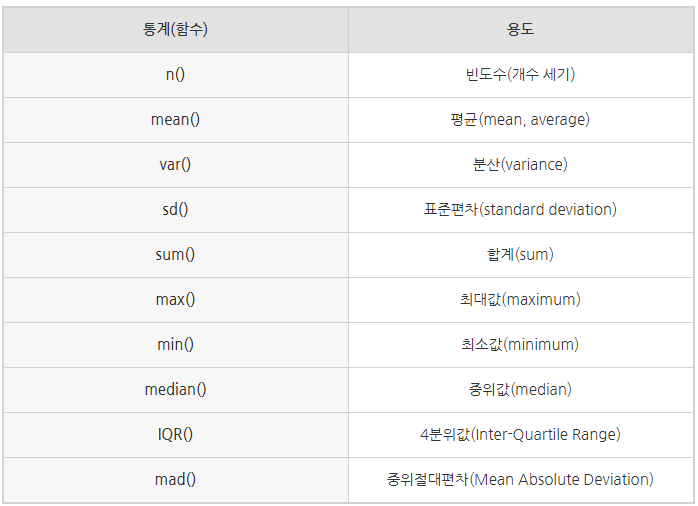 통계(함수) 용도
n() 빈도수(개수 세기)
mean() 평균(mean, average)
var() 분산(variance)
sd() 표준편차(standard deviation)
sum() 합계(sum)
max() 최대값(maximum)
min() 최소값(minimum)
median() 중위값(median)
IQR() 4분위값(Inter-Quartile Range)
mad() 중위절대편차(Mean Absolute Deviation)